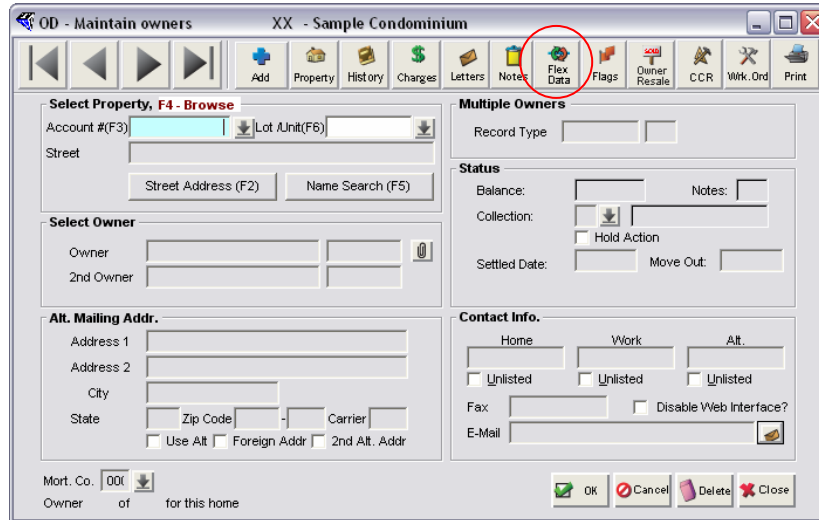 OD - Maintain owners XX - Sample Condominium
Add Property History Charges Letters Notes Flex Data Flags Owner Resale CCR Wrk.Ord Print
SOLD
Select Property, F4 - Browse
Account #(F3) Lot /Unit(F6)
Street
Street Address (F2) Name Search (F5)
Multiple Owners
Record Type
Status
Balance: Notes:
Collection:
Hold Action
Settled Date: Move Out:
Select Owner
Owner
2nd Owner
Alt. Mailing Addr.
Address 1
Address 2
City
State Zip Code - Carrier
Use Alt Foreign Addr 2nd Alt. Addr
Contact Info.
Home Work Alt.
Unlisted Unlisted Unlisted
Fax Disable Web Interface?
E-Mail
Mort. Co. 000
Owner of for this home
OK Cancel Delete Close